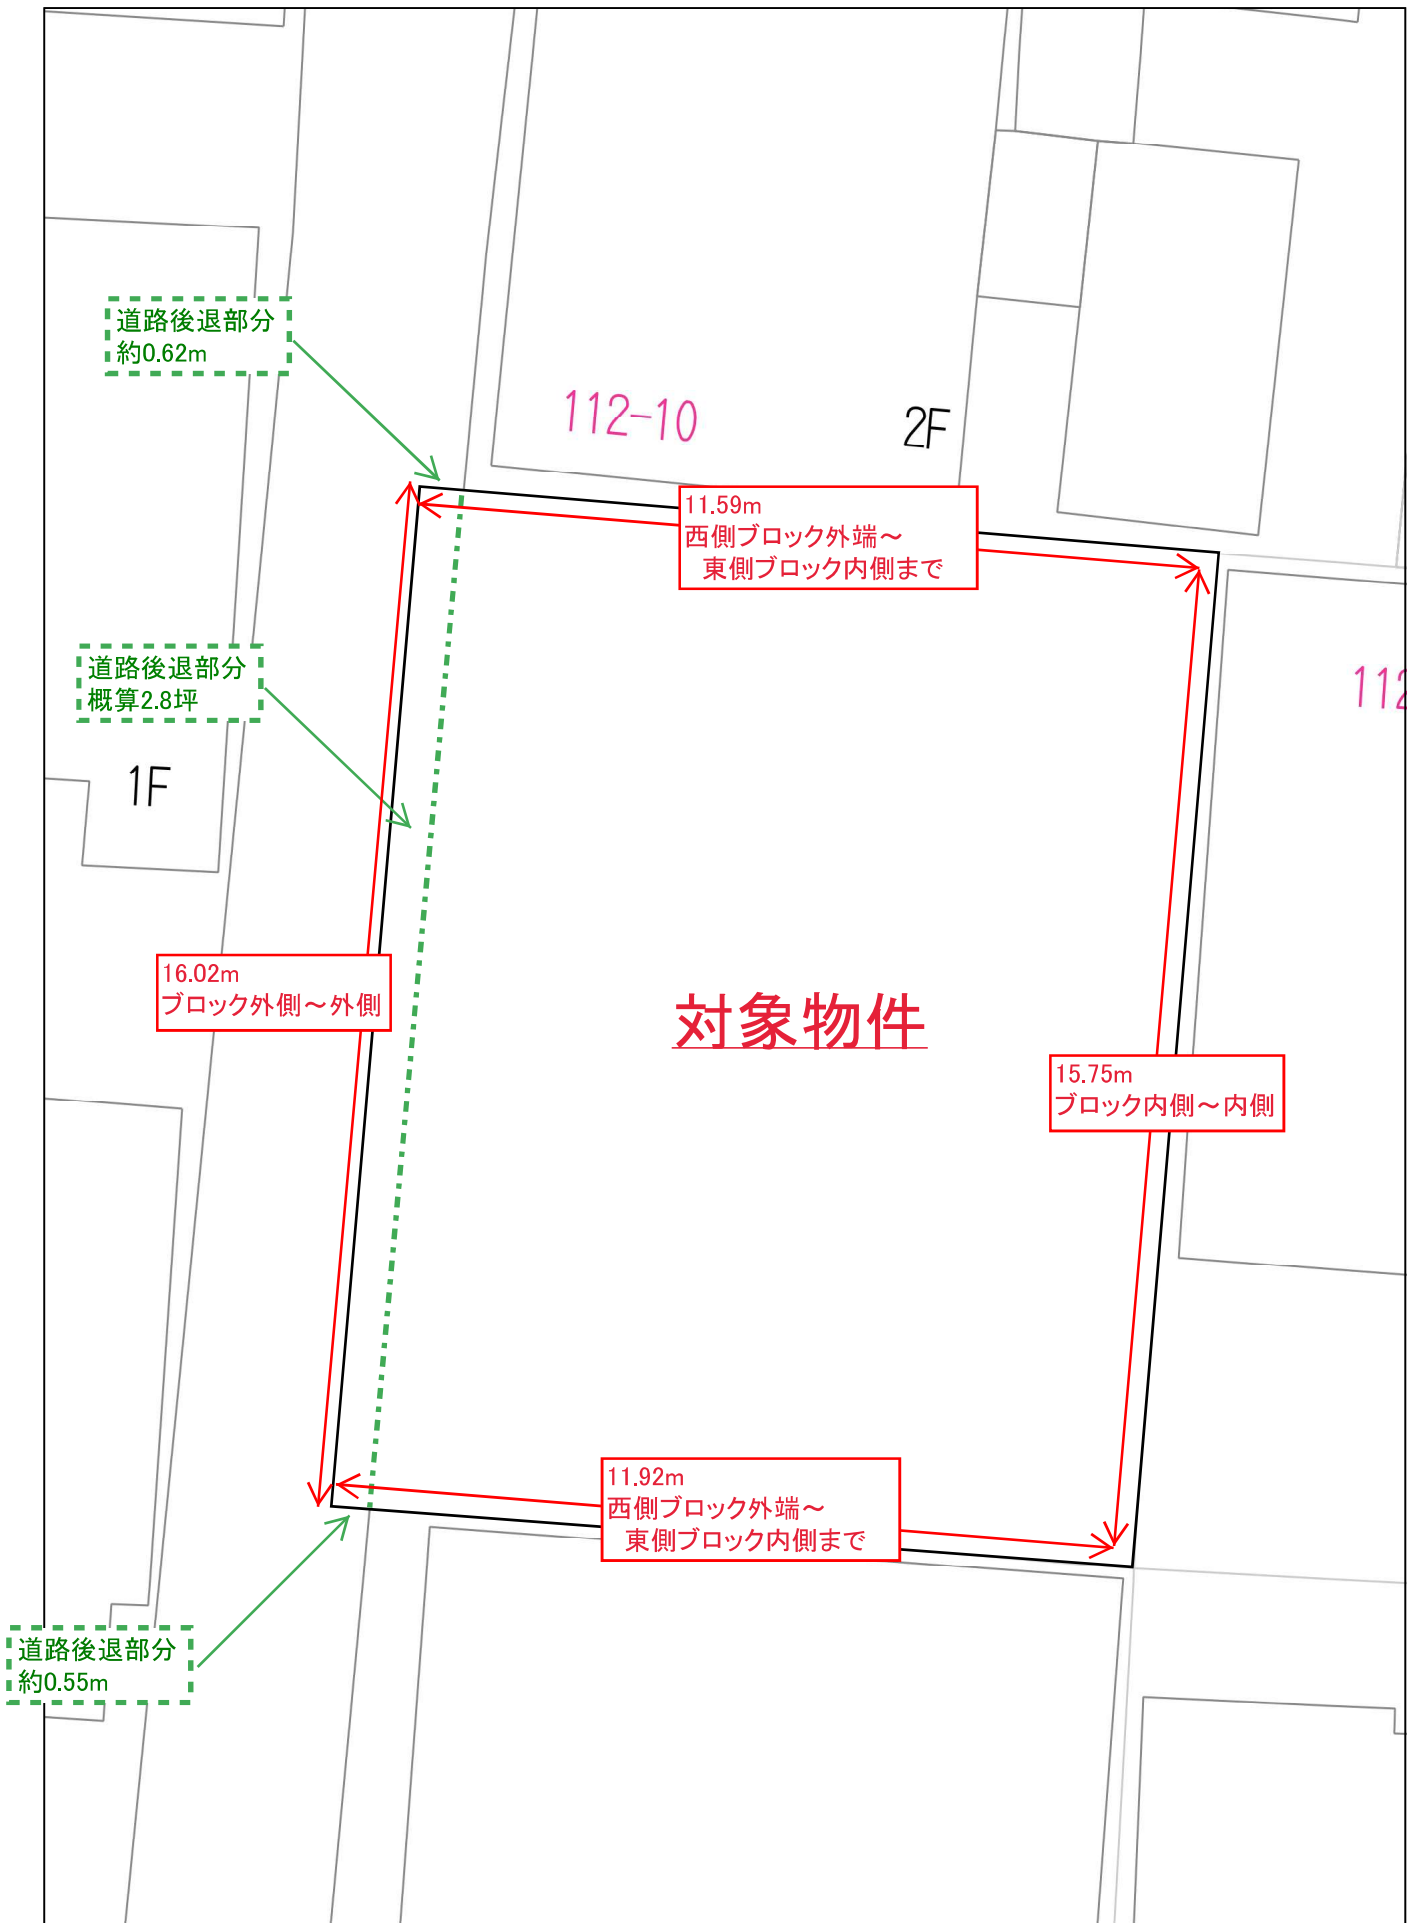 道路後退部分
約0.62m
112-10
2F
11.59m
西側ブロック外端～
東側ブロック内側まで
道路後退部分
概算2.8坪
112
1F
16.02m
ブロック外側～外側
対象物件
15.75m
ブロック内側～内側
11.92m
西側ブロック外端～
東側ブロック内側まで
道路後退部分
約0.55m